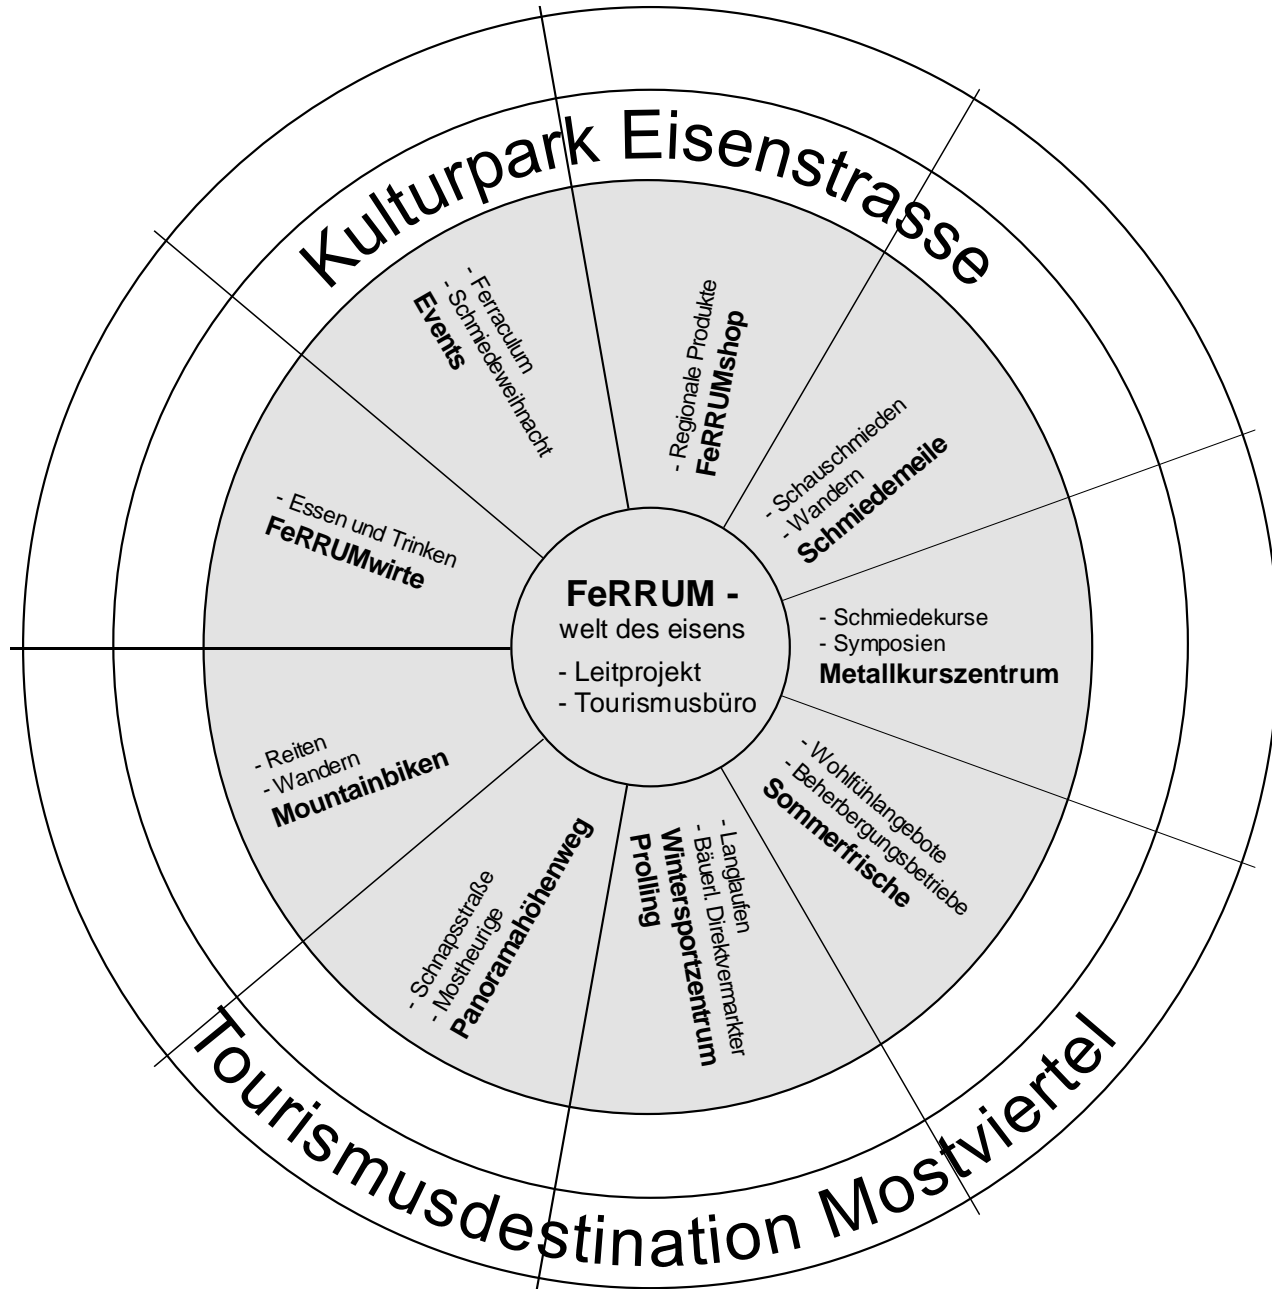 Kulturpark Eisenstrasse
- Ferraculum
- Schmiedeweihnacht
Events
- Regionale Produkte
FeRRUMshop
- Schauschmieden
- Wandern
Schmiedemeile
- Essen und Trinken
FeRRUMwirte
FeRRUM -
welt des eisens
- Leitprojekt
- Tourismusbüro
- Schmiedekurse
- Symposien
Metallkurszentrum
- Wohlfühlangebote
- Beherbergungsbetriebe
Sommerfrische
- Langlaufen
- Bäuerl. Direktvermarkter
Wintersportzentrum
Prolling
- Schnapsstraße
- Mostheurige
Panoramahöhenweg
- Reiten
- Wandern
Mountainbiken
Tourismusdestination Mostviertel